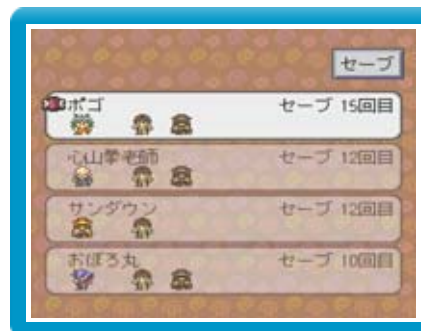 セーブ
ポゴ セーブ 15回目
心山拳老師 セーブ 12回目
サンダウン セーブ 12回目
おぼろ丸 セーブ 10回目